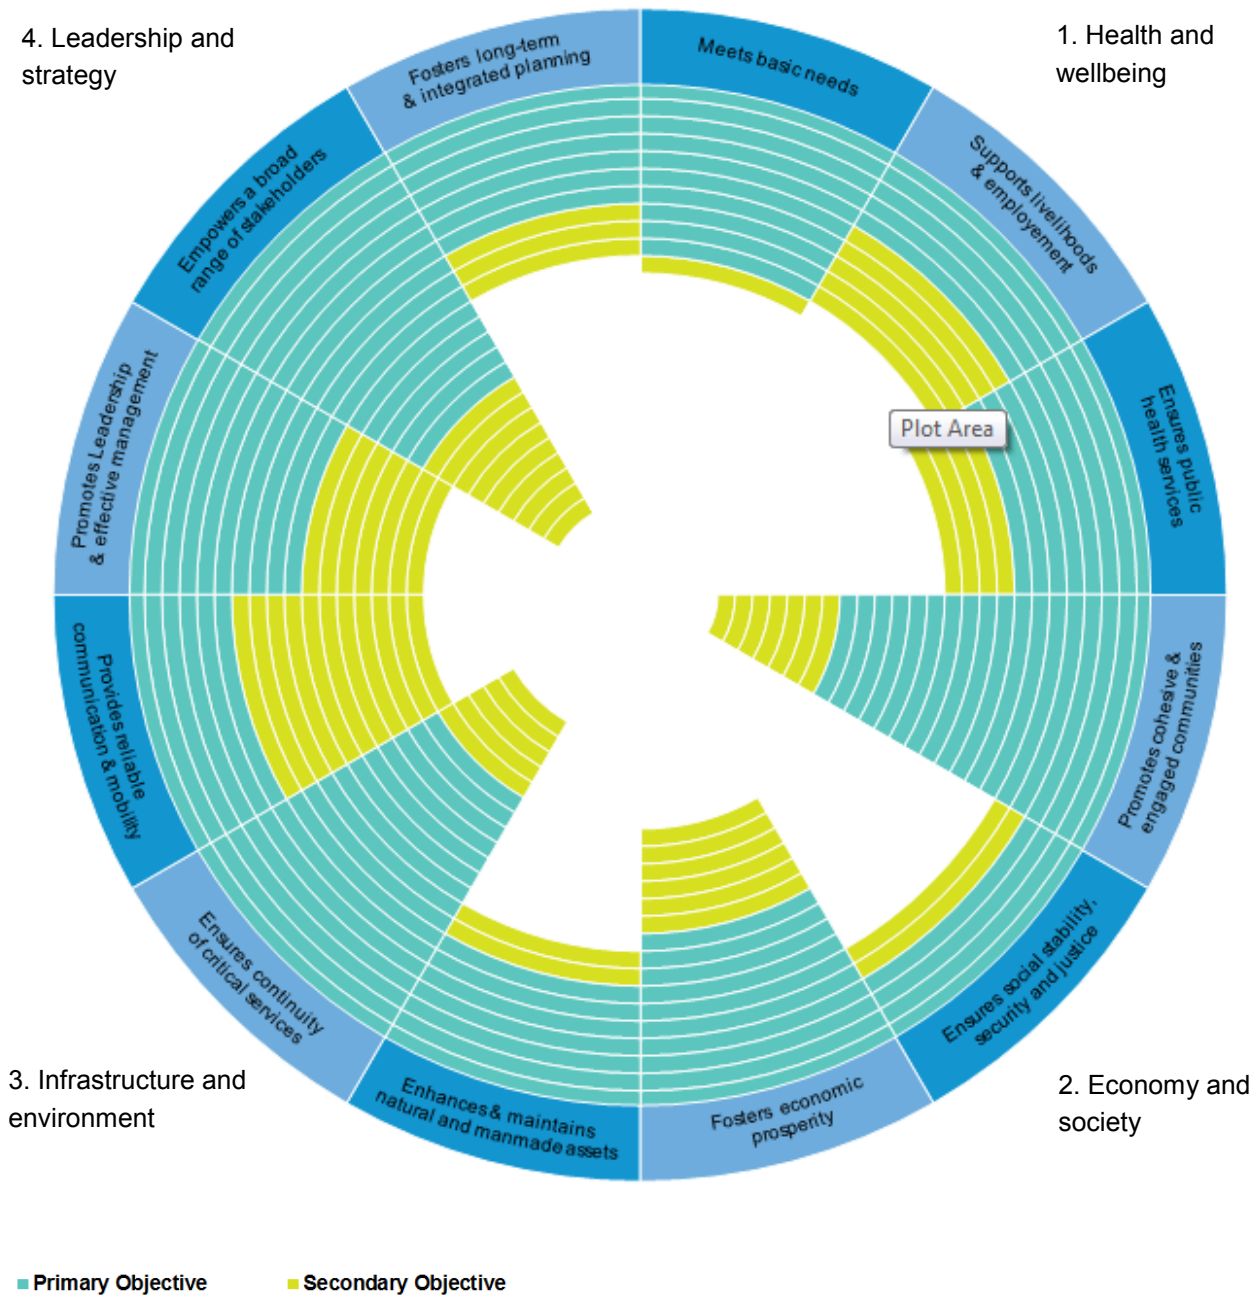 4. Leadership and
strategy
1. Health and
wellbeing
Fosters long-term
& integrated planning
Meets basic needs
Supports livelihoods
& employement
Ensures public
health services
Promotes cohesive &
engaged communities
Ensures social stability,
security and justice
Fosters economic
prosperity
Enhances & maintains
natural and manmade assets
Ensures continuity
of critical services
Provides reliable
communication & mobility
Promotes Leadership
& effective management
Empowers a broad
range of stakeholders
Plot Area
3. Infrastructure and
environment
2. Economy and
society
Primary Objective
Secondary Objective